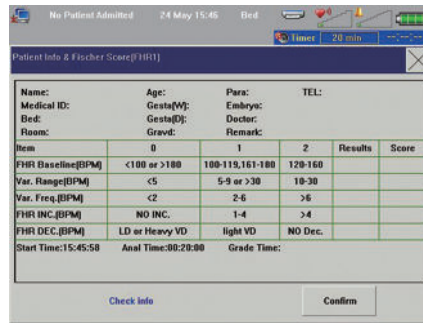 No Patient Admitted 24 May 15:46 Bed
Timer 20 min --:--:--
Patient Info & Fischer Score(FHR1)
Name: Age: Para: TEL:
Medical ID: Gesta(W): Embryo:
Bed: Gesta(D): Doctor:
Room: Gravd: Remark:
Item 0 1 2 Results Score
FHR Baseline(BPM) <100 or >180 100-119,161-180 120-160
Var. Range(BPM) <5 5-9 or >30 10-30
Var. Freq.(BPM) <2 2-6 >6
FHR INC.(BPM) NO INC. 1-4 >4
FHR DEC.(BPM) LD or Heavy VD light VD NO Dec.
Start Time:15:45:58 Anal Time:00:20:00 Grade Time:
Check info Confirm